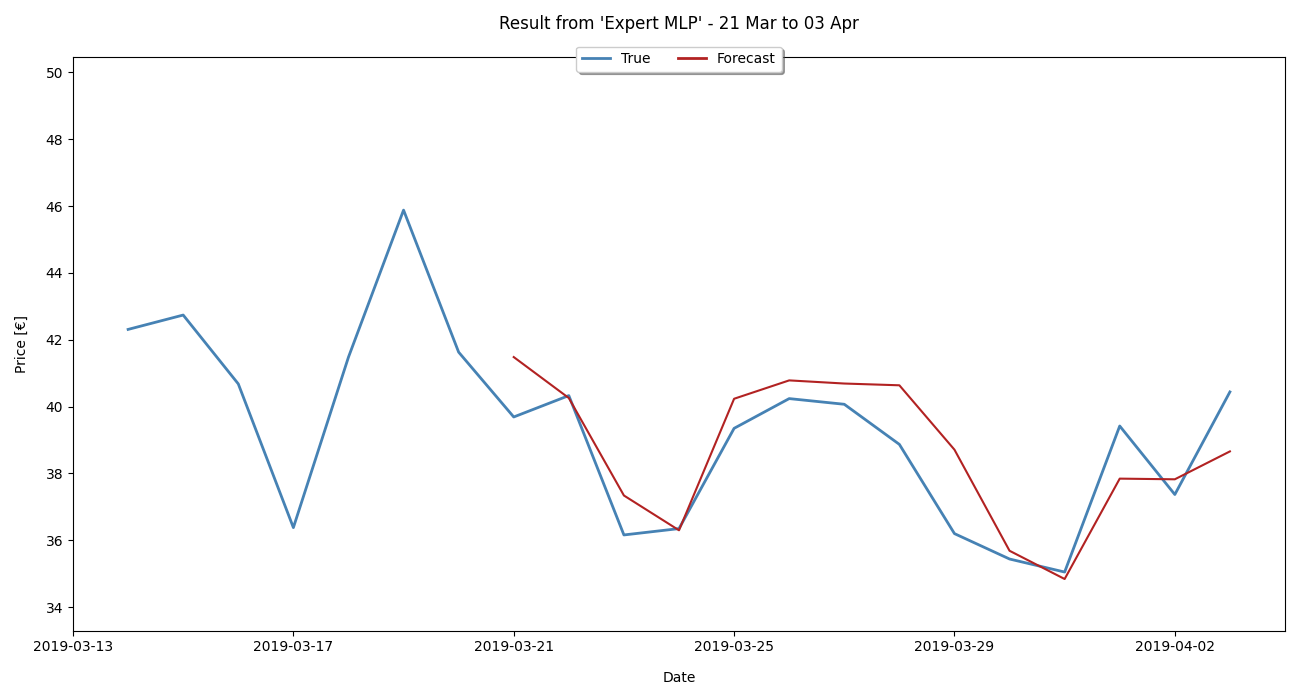 Result from 'Expert MLP' - 21 Mar to 03 Apr
True Forecast
50
48
46
44
42
40
38
36
34
Price [€]
2019-03-13 2019-03-17 2019-03-21 2019-03-25 2019-03-29 2019-04-02
Date